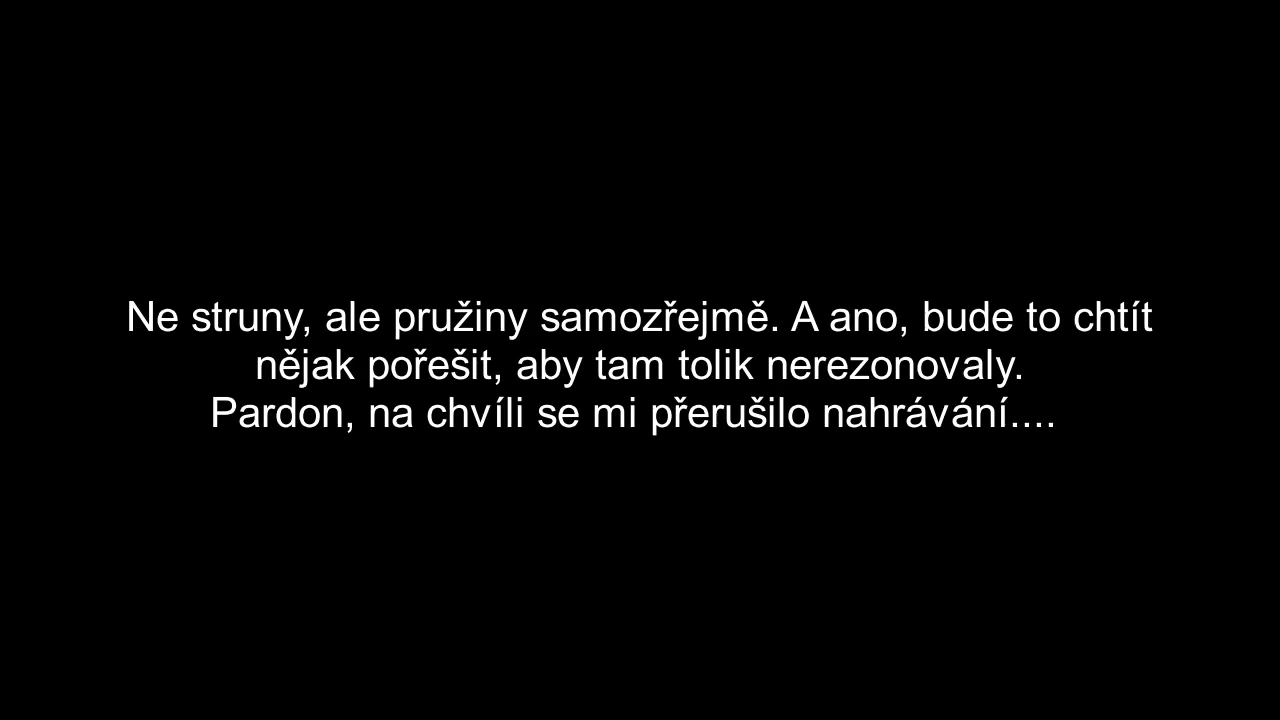 Ne struny, ale pružiny samozřejmě. A ano, bude to chtít
nějak pořešit, aby tam tolik nerezonovaly.
Pardon, na chvíli se mi přerušilo nahrávání....